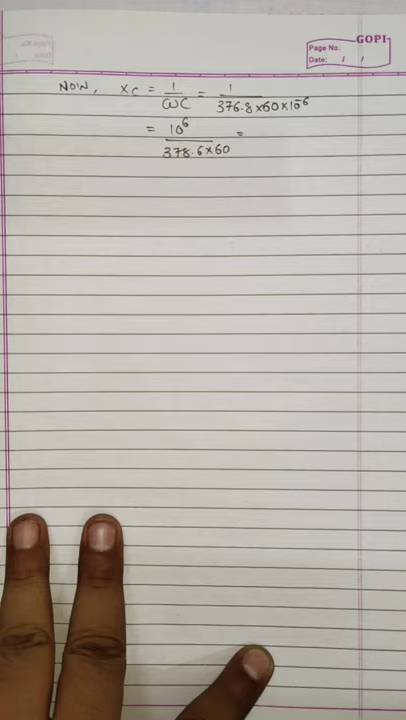 GOPI
Page No.
Date: / /
NOW, Xc = 1/ωC = 1/376.8×60×10⁻⁶
= 10⁶/378.6×60 =